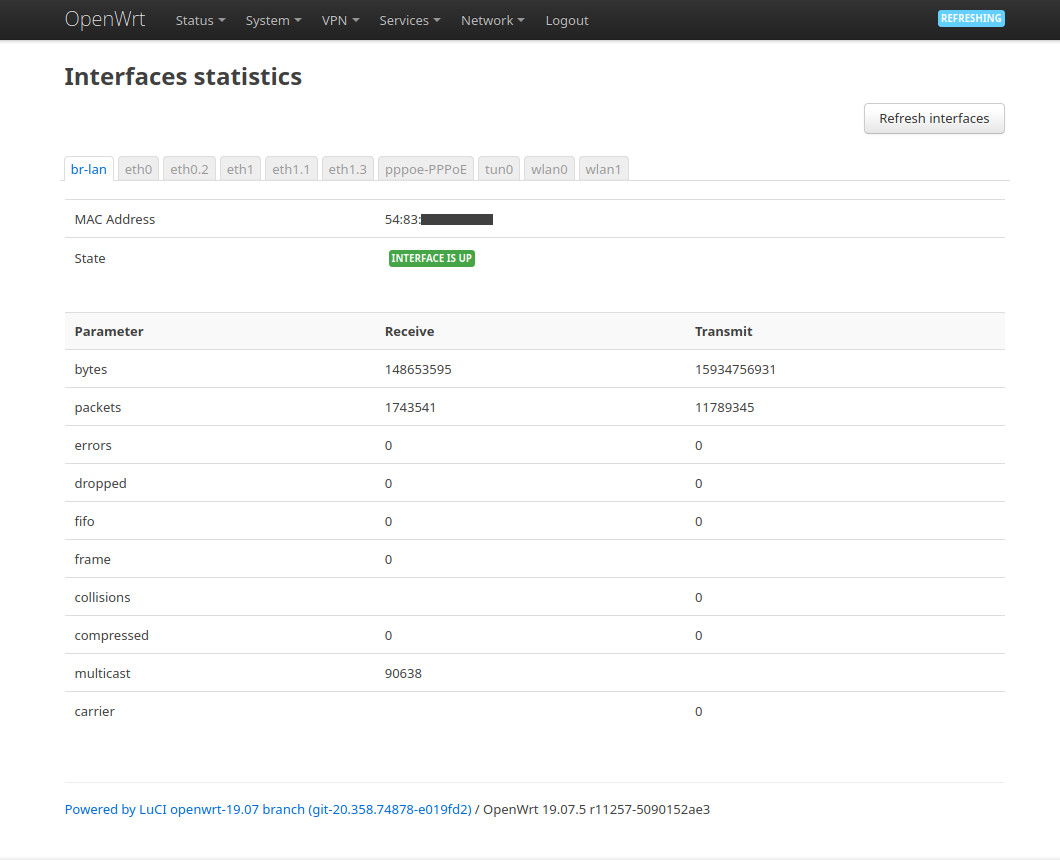 OpenWrt Status System VPN Services Network Logout REFRESHING
Interfaces statistics
Refresh interfaces
br-lan eth0 eth0.2 eth1 eth1.1 eth1.3 pppoe-PPPoE tun0 wlan0 wlan1
MAC Address 54:83:
State INTERFACE IS UP
Parameter Receive Transmit
bytes 148653595 15934756931
packets 1743541 11789345
errors 0 0
dropped 0 0
fifo 0 0
frame 0
collisions 0
compressed 0 0
multicast 90638
carrier 0
Powered by LuCI openwrt-19.07 branch (git-20.358.74878-e019fd2) / OpenWrt 19.07.5 r11257-5090152ae3